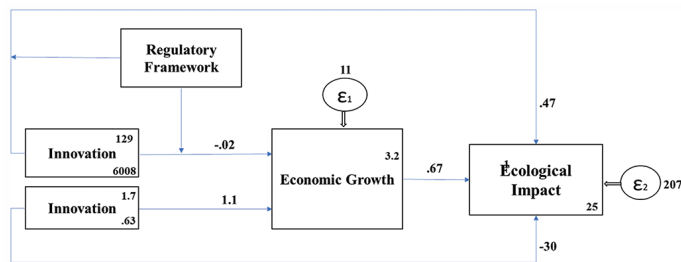 Regulatory
Framework
11
ε1
.47
129
Innovation
6008
-.02
3.2
Economic Growth
.67
1
Ecological
Impact
25
ε2
207
1.7
Innovation
.63
1.1
-30